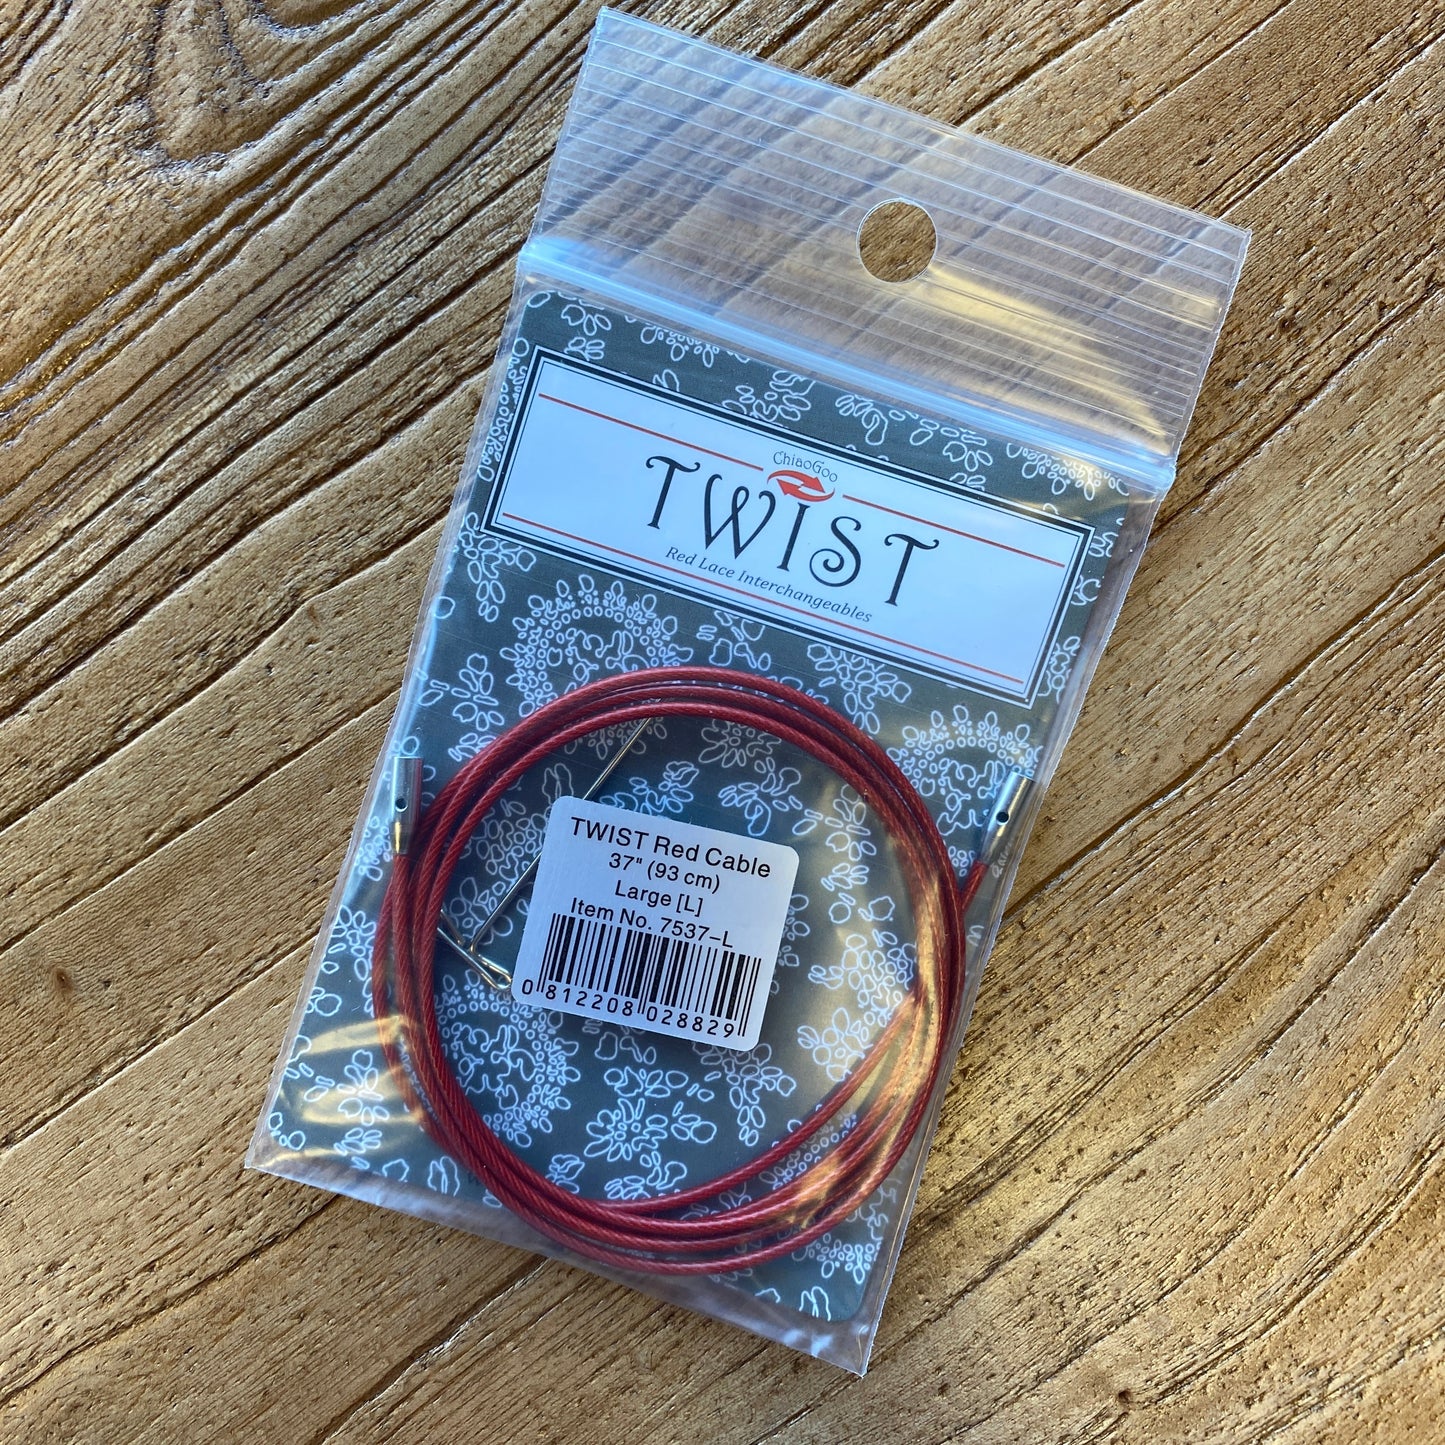 ChiaoGoo
TWIST
Red Lace Interchangeables
TWIST Red Cable
37" (93 cm)
Large [L]
Item No. 7537-L
0 812208 028829